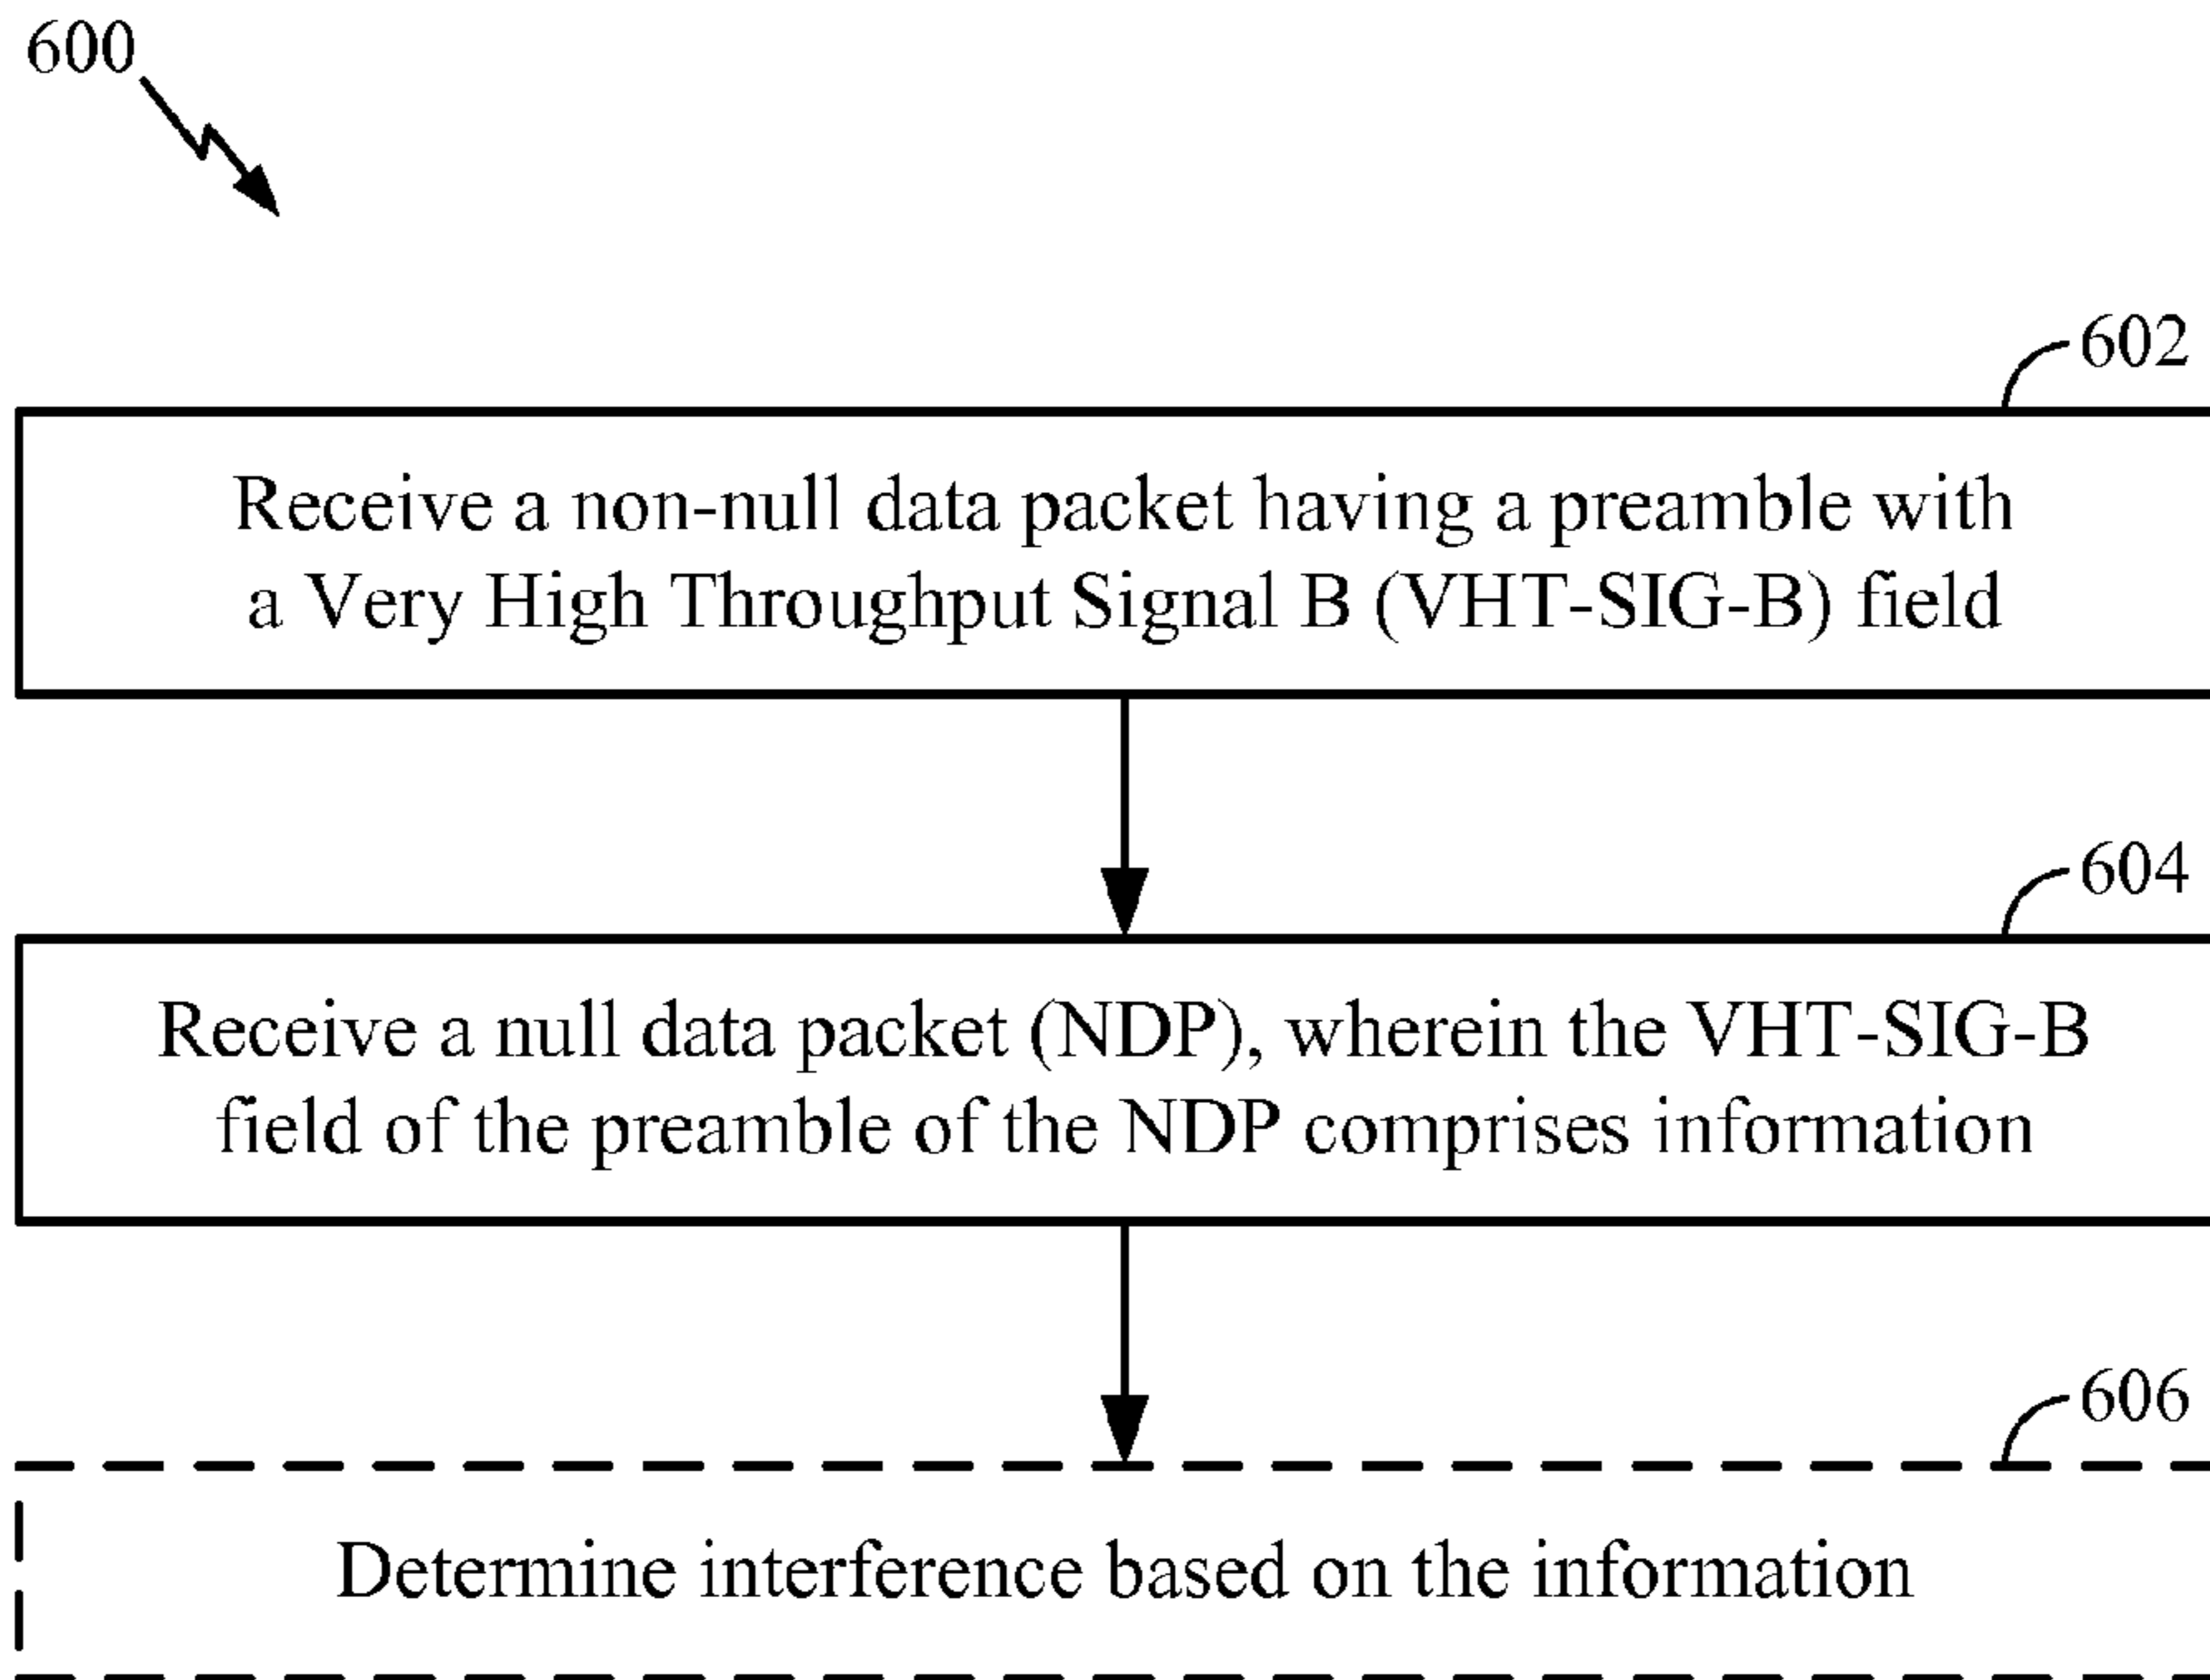 600
602
Receive a non-null data packet having a preamble with
a Very High Throughput Signal B (VHT-SIG-B) field
604
Receive a null data packet (NDP), wherein the VHT-SIG-B
field of the preamble of the NDP comprises information
606
Determine interference based on the information